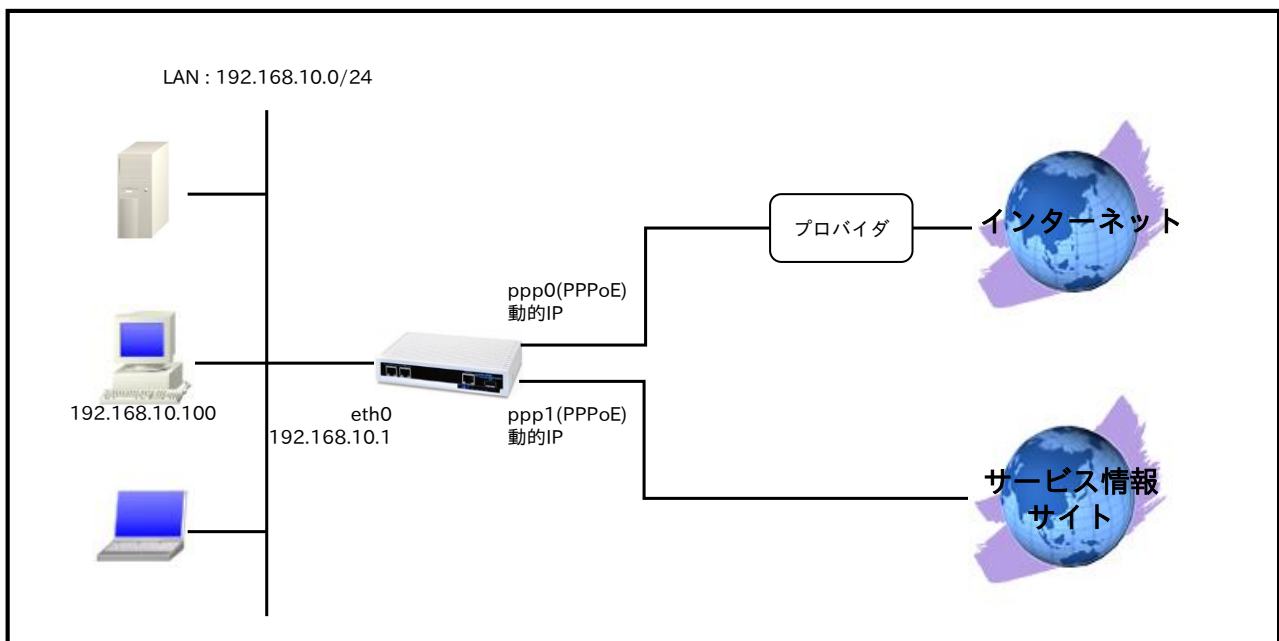 LAN : 192.168.10.0/24
プロバイダ
インターネット
ppp0(PPPoE)
動的IP
192.168.10.100
eth0
192.168.10.1
ppp1(PPPoE)
動的IP
サービス情報
サイト